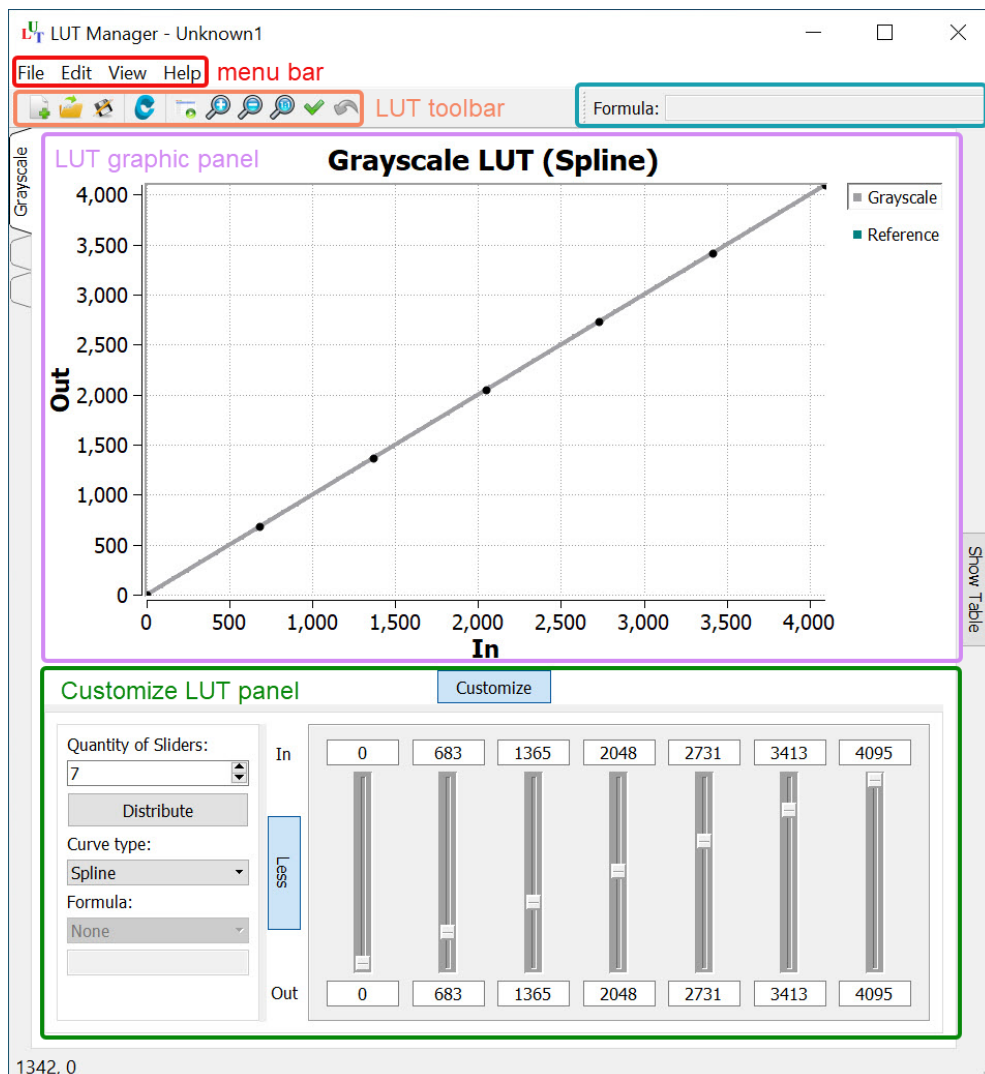 LUT LUT Manager - Unknown1
File Edit View Help menu bar
LUT toolbar Formula:
Grayscale
LUT graphic panel Grayscale LUT (Spline)
Grayscale
Reference
4,000
3,500
3,000
2,500
2,000
1,500
1,000
500
0
Out
0 500 1,000 1,500 2,000 2,500 3,000 3,500 4,000
In
Show Table
Customize LUT panel Customize
Quantity of Sliders:
7
Distribute
Curve type:
Spline
Formula:
None
Less
In 0 683 1365 2048 2731 3413 4095
Out 0 683 1365 2048 2731 3413 4095
1342, 0